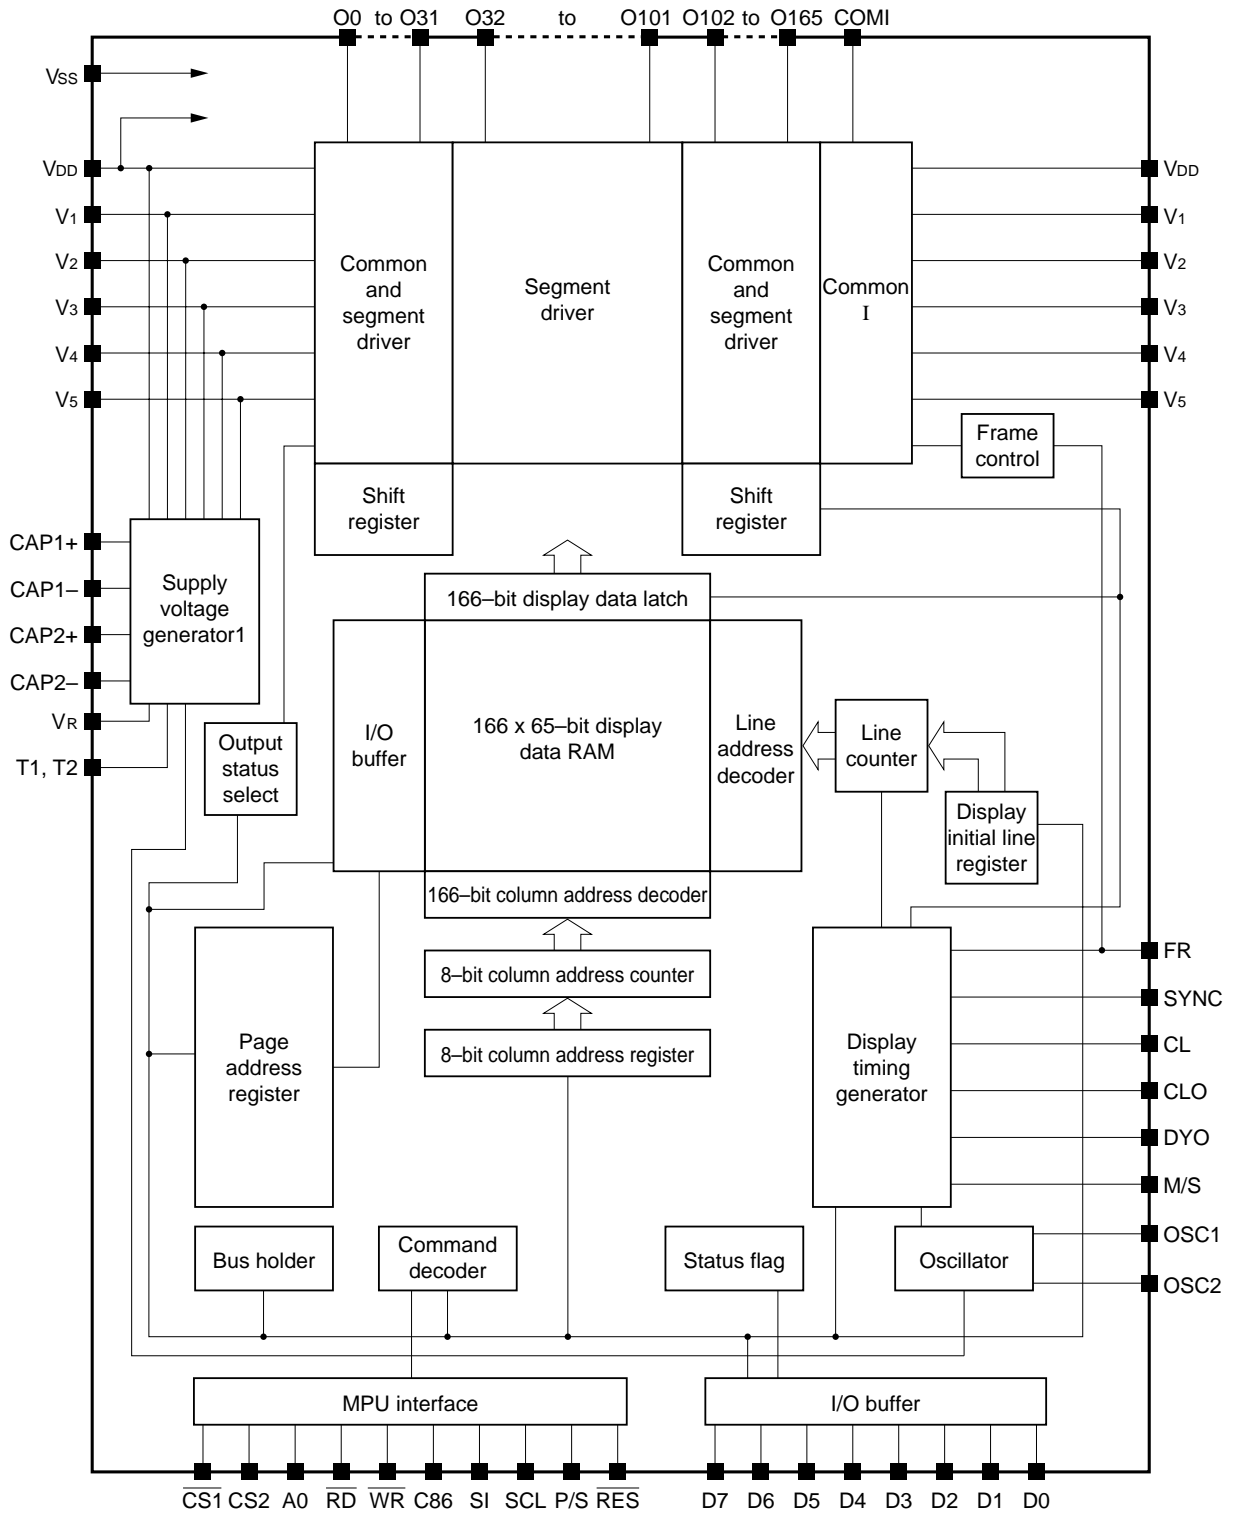 O0 to O31 O32 to O101 O102 to O165 COMI
VSS
VDD
V1
V2
V3
V4
V5
Common
and
segment
driver
Segment
driver
Common
and
segment
driver
Common
I
VDD
V1
V2
V3
V4
V5
Frame
control
Shift
register
Shift
register
CAP1+
CAP1–
CAP2+
CAP2–
VR
T1, T2
Supply
voltage
generator1
166–bit display data latch
Output
status
select
I/O
buffer
166 x 65–bit display
data RAM
Line
address
decoder
Line
counter
Display
initial line
register
166–bit column address decoder
8–bit column address counter
8–bit column address register
Page
address
register
Display
timing
generator
FR
SYNC
CL
CLO
DYO
M/S
OSC1
OSC2
Bus holder
Command
decoder
Status flag
Oscillator
MPU interface
I/O buffer
CS1 CS2 A0 RD WR C86 SI SCL P/S RES D7 D6 D5 D4 D3 D2 D1 D0